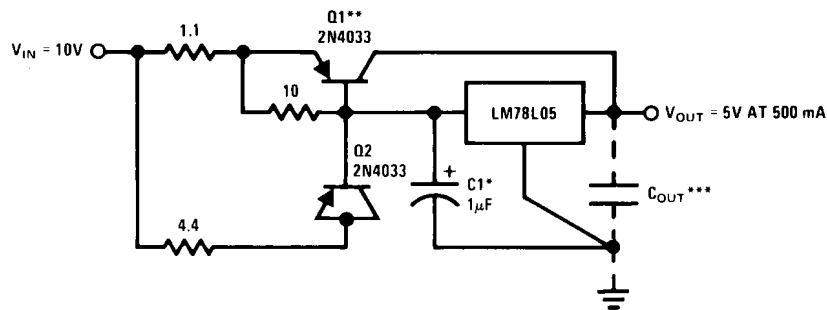 Q1**
2N4033
1.1
V_IN = 10V
10
LM78L05
V_OUT = 5V AT 500 mA
Q2
2N4033
C1*
+
1μF
C_OUT***
4.4